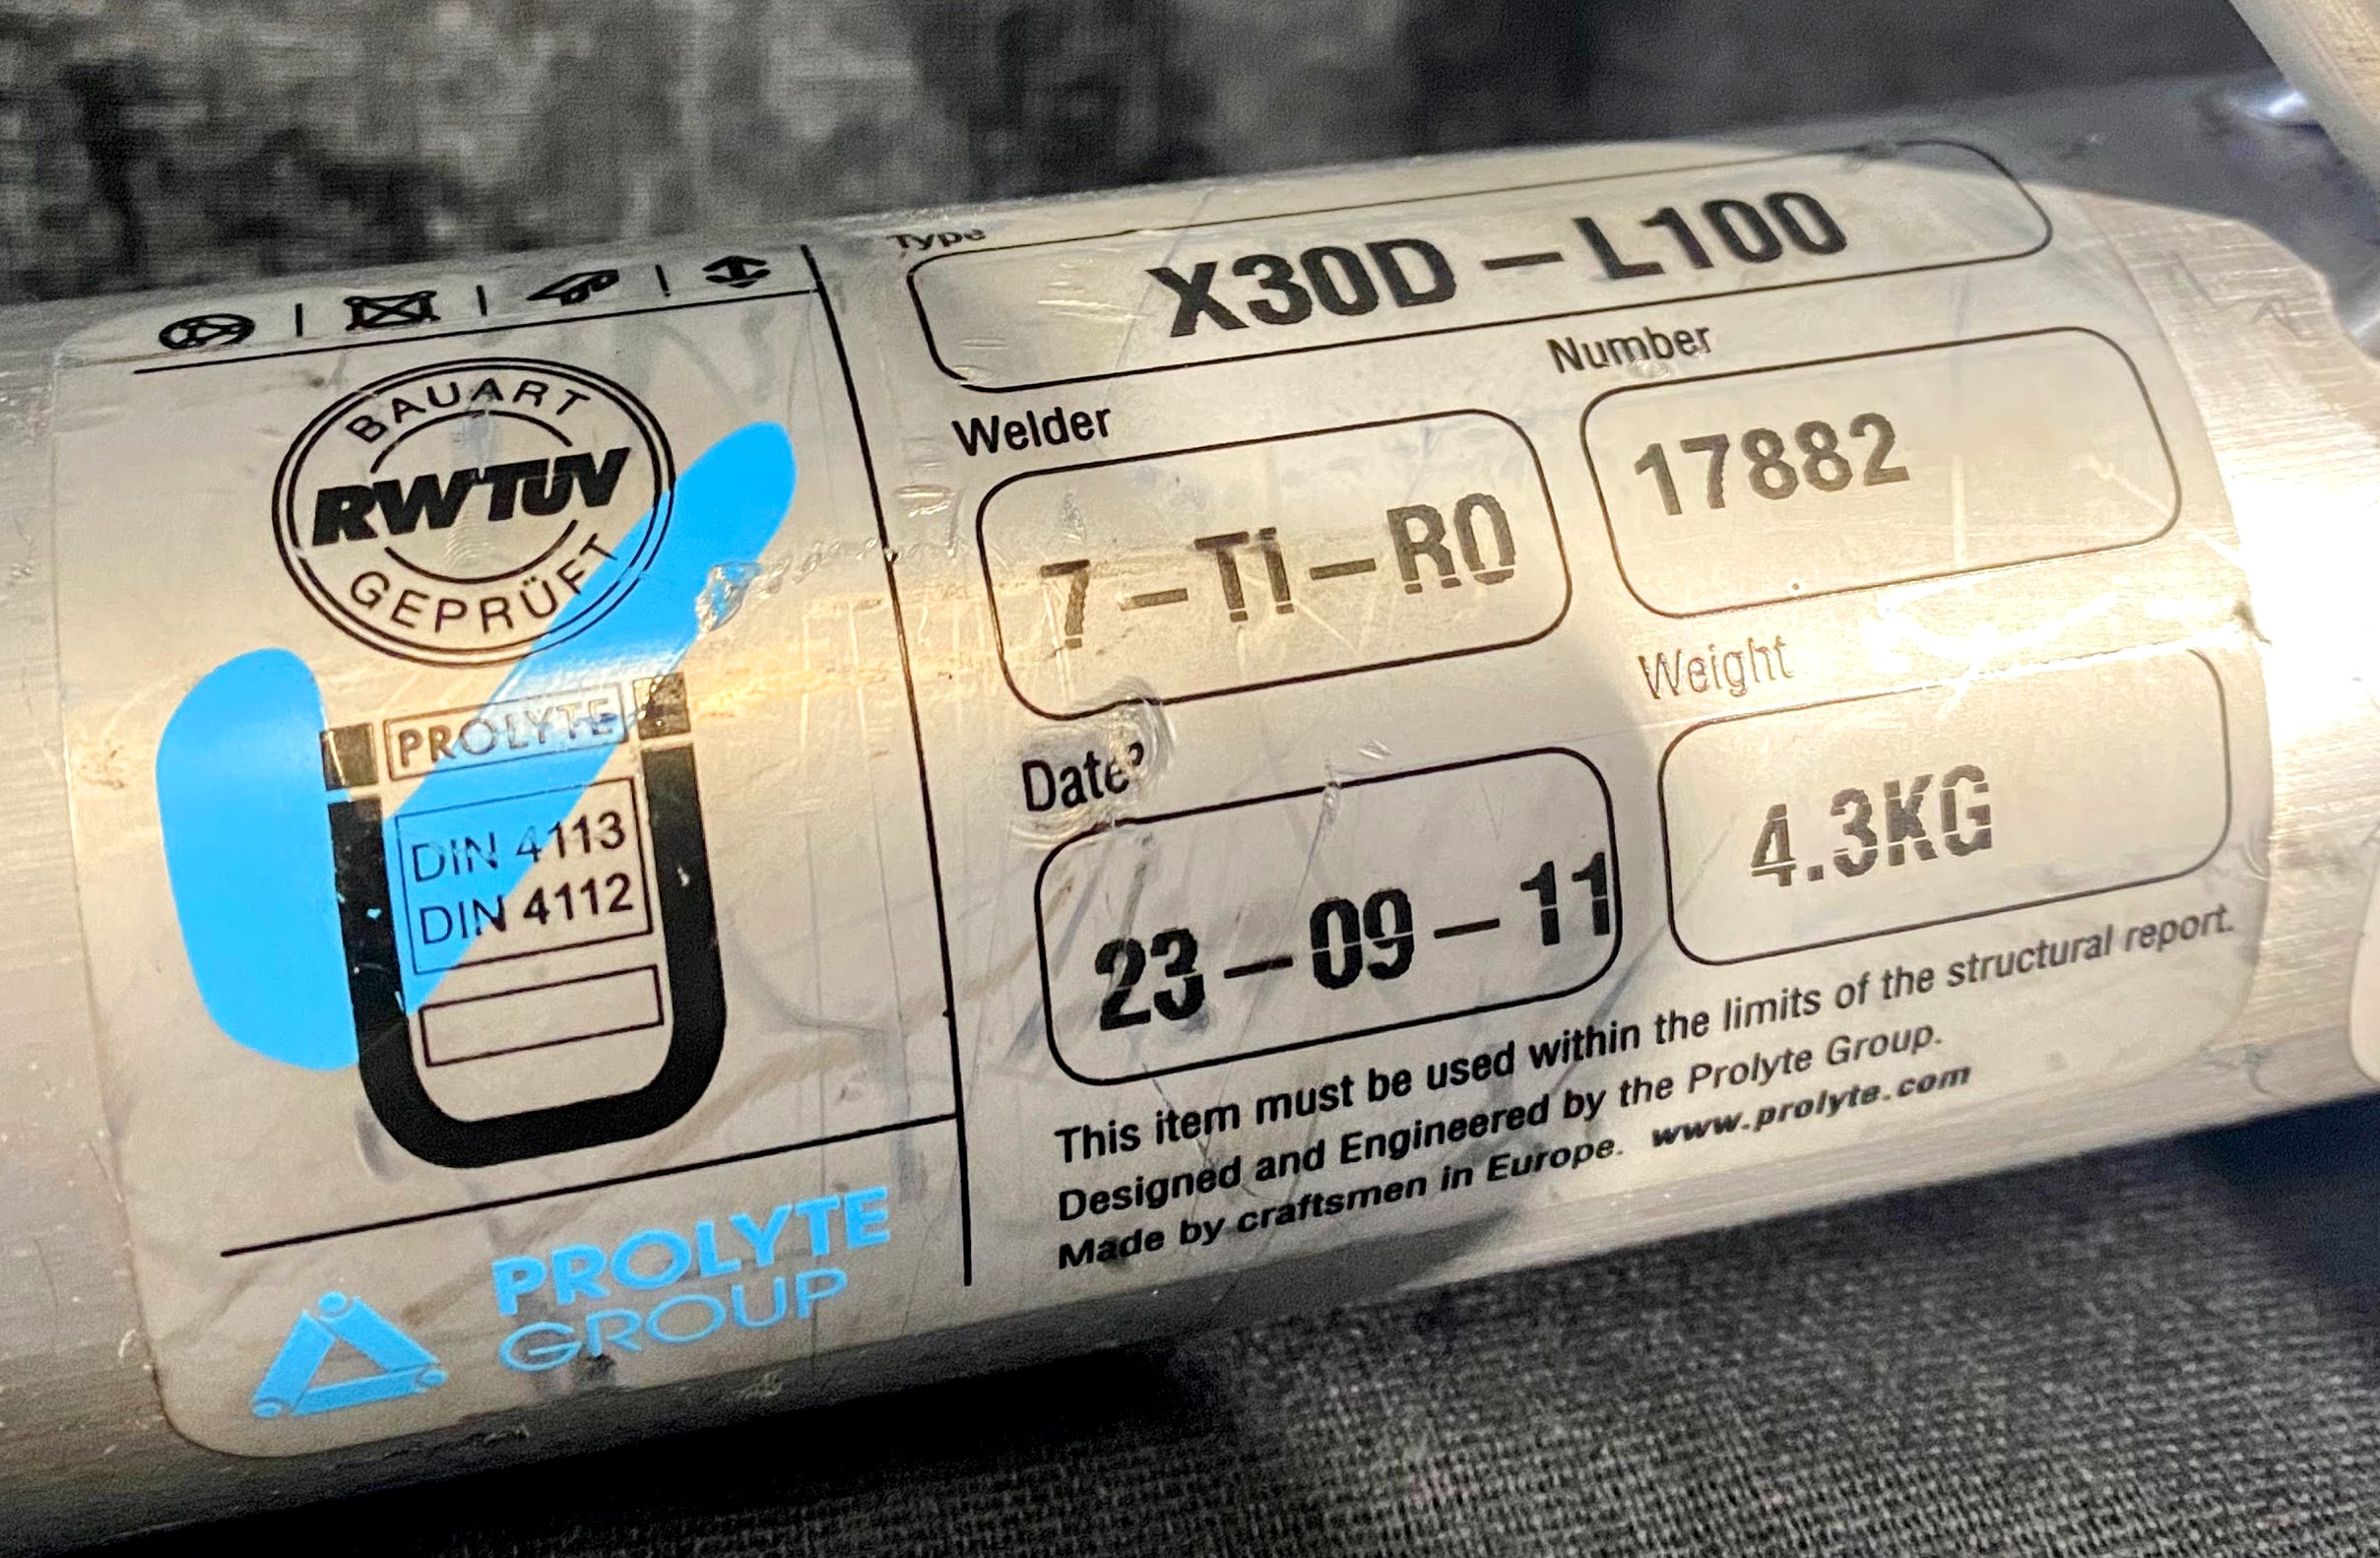 BAUART
RWTÜV
GEPRÜFT
PROLYTE
DIN 4113
DIN 4112
PROLYTE
GROUP
Type
X30D – L100
Welder
7 – TI – RO
Number
17882
Date
23 – 09 – 11
Weight
4.3KG
This item must be used within the limits of the structural report.
Designed and Engineered by the Prolyte Group.
Made by craftsmen in Europe. www.prolyte.com